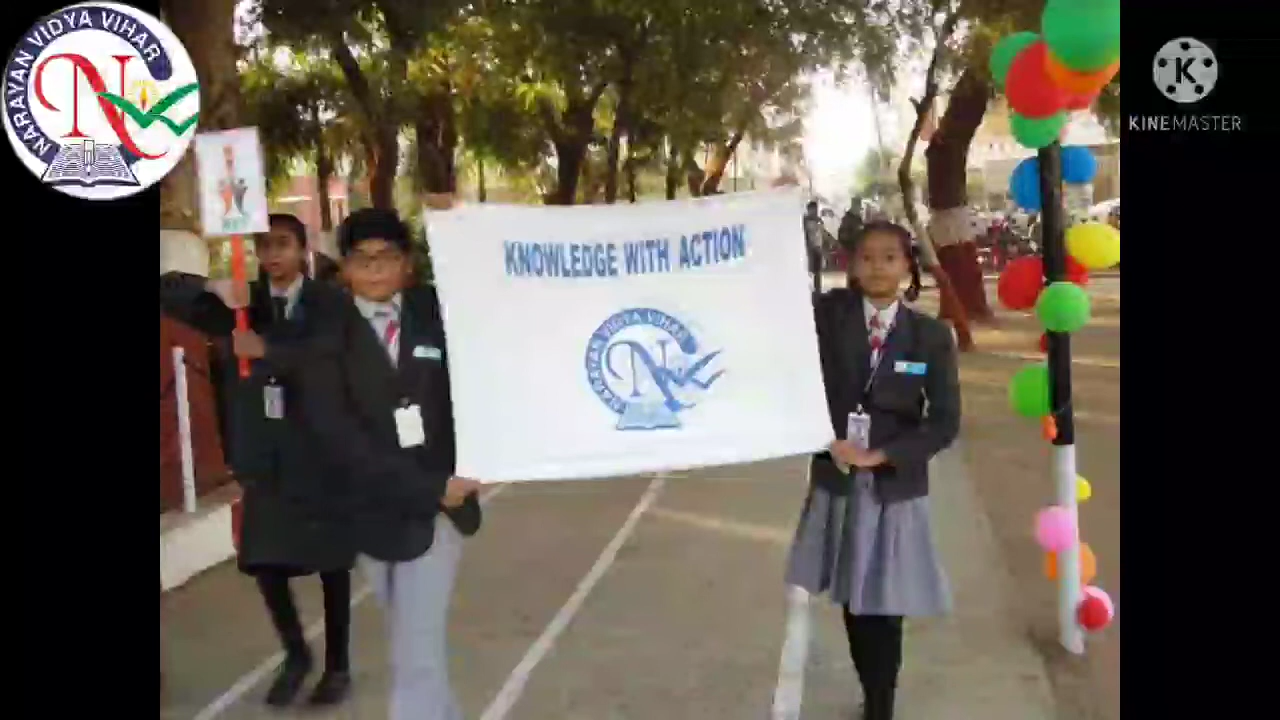 NARAYAN VIDYA VIHAR
N
K
KINEMASTER
KNOWLEDGE WITH ACTION
NARAYAN VIDYA VIHAR
N